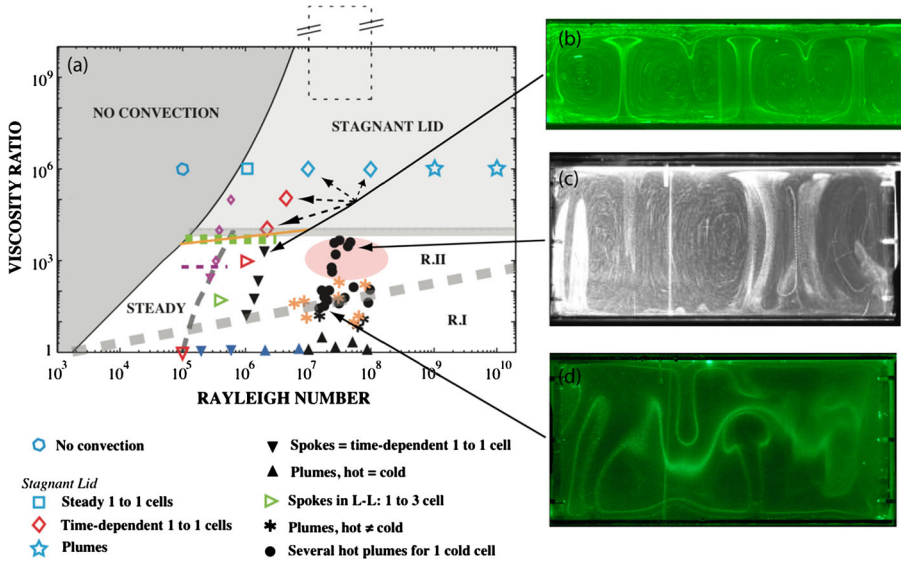 (a)
NO CONVECTION
STAGNANT LID
STEADY
R.II
R.I
VISCOSITY RATIO
10^9
10^6
10^3
1
10^3 10^4 10^5 10^6 10^7 10^8 10^9 10^10
RAYLEIGH NUMBER
(b)
(c)
(d)
No convection
Stagnant Lid
Steady 1 to 1 cells
Time-dependent 1 to 1 cells
Plumes
Spokes = time-dependent 1 to 1 cell
Plumes, hot = cold
Spokes in L-L: 1 to 3 cell
Plumes, hot ≠ cold
Several hot plumes for 1 cold cell